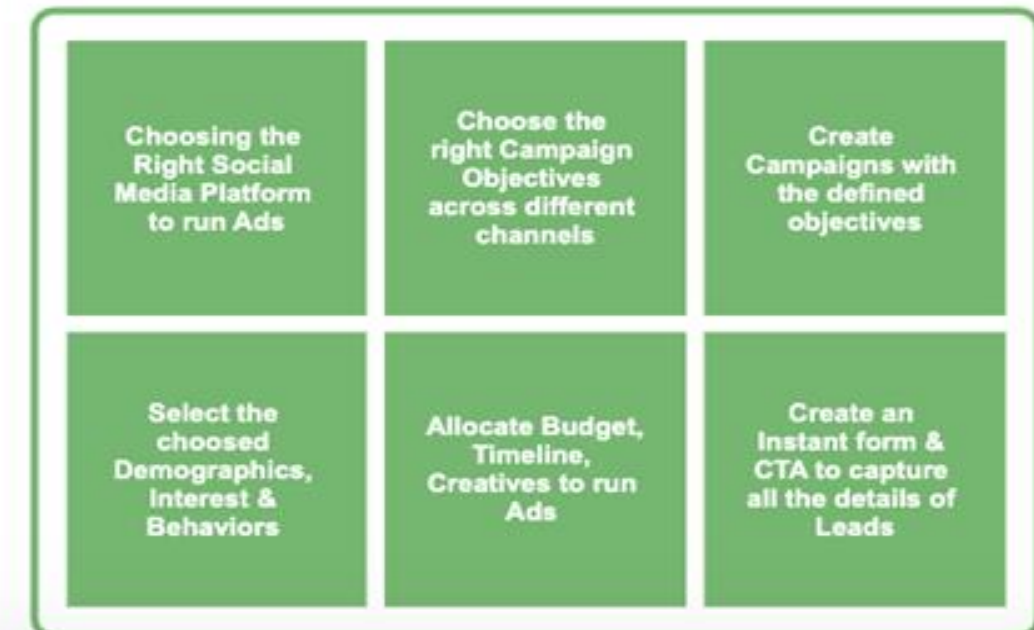 Choosing the
Right Social
Media Platform
to run Ads
Choose the
right Campaign
Objectives
across different
channels
Create
Campaigns with
the defined
objectives
Select the
choosed
Demographics,
Interest &
Behaviors
Allocate Budget,
Timeline,
Creatives to run
Ads
Create an
Instant form &
CTA to capture
all the details of
Leads